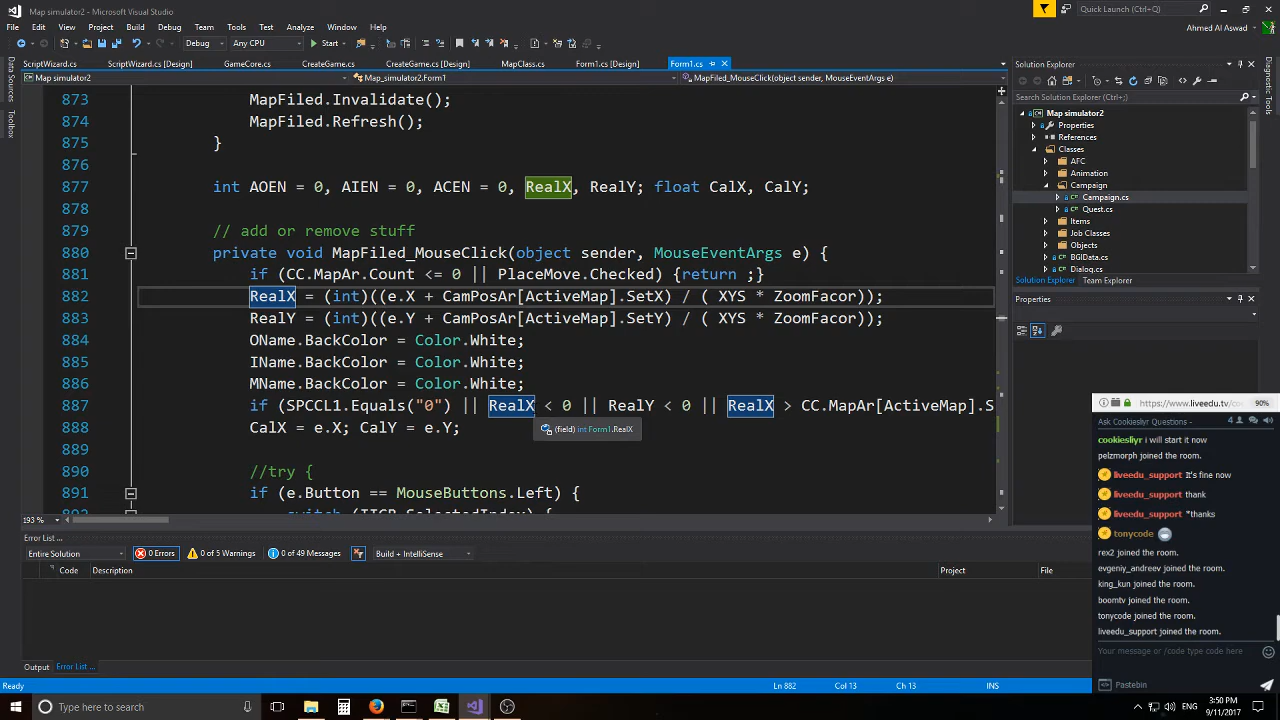 Map simulator2 - Microsoft Visual Studio
Quick Launch (Ctrl+Q)
File Edit View Project Build Debug Team Tools Test Analyze Window Help
Ahmed Al Aswad
Debug Any CPU Start
ScriptWizard.cs ScriptWizard.cs [Design] GameCore.cs CreateGame.cs CreateGame.cs [Design] MapClass.cs Form1.cs [Design] Form1.cs
Map simulator2 Map_simulator2.Form1 MapFiled_MouseClick(object sender, MouseEventArgs e)
Data Sources
Toolbox
873 MapFiled.Invalidate();
874 MapFiled.Refresh();
875 }
876
877 int AOEN = 0, AIEN = 0, ACEN = 0, RealX, RealY; float CalX, CalY;
878
879 // add or remove stuff
880 private void MapFiled_MouseClick(object sender, MouseEventArgs e) {
881 if (CC.MapAr.Count <= 0 || PlaceMove.Checked) {return ;}
882 RealX = (int)((e.X + CamPosAr[ActiveMap].SetX) / ( XYS * ZoomFacor));
883 RealY = (int)((e.Y + CamPosAr[ActiveMap].SetY) / ( XYS * ZoomFacor));
884 OName.BackColor = Color.White;
885 IName.BackColor = Color.White;
886 MName.BackColor = Color.White;
887 if (SPCCL1.Equals("0") || RealX < 0 || RealY < 0 || RealX > CC.MapAr[ActiveMap].S
888 CalX = e.X; CalY = e.Y;
(field) int Form1.RealX
889
890 //try {
891 if (e.Button == MouseButtons.Left) {
193 %
Solution Explorer
Search Solution Explorer (Ctrl+;)
Map simulator2
Properties
References
Classes
AFC
Animation
Campaign
Campaign.cs
Quest.cs
Items
Job Classes
Objects
BGIData.cs
Dialog.cs
Solution Explorer Team Explorer
Properties
Diagnostic Tools
Error List ...
Entire Solution 0 Errors 0 of 5 Warnings 0 of 49 Messages Build + IntelliSense
Code Description Project File
Output Error List ...
Ready Ln 882 Col 13 Ch 13 INS
https://www.liveedu.tv/ 90%
Ask Cookiesliyr Questions - 4
cookiesliyr i will start it now
pelzmorph joined the room.
liveedu_support It's fine now
liveedu_support thank
liveedu_support *thanks
tonycode
rex2 joined the room.
evgeniy_andreev joined the room.
king_kun joined the room.
boomtv joined the room.
tonycode joined the room.
liveedu_support joined the room.
Your message or /code type code here
Pastebin
Type here to search
3:50 PM
9/11/2017